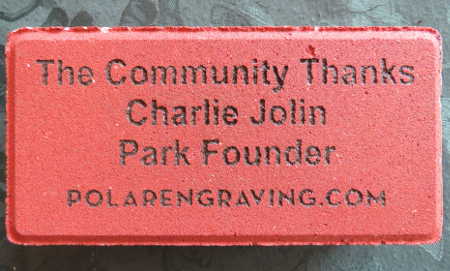 The Community Thanks
Charlie Jolin
Park Founder
POLARENGRAVING.COM